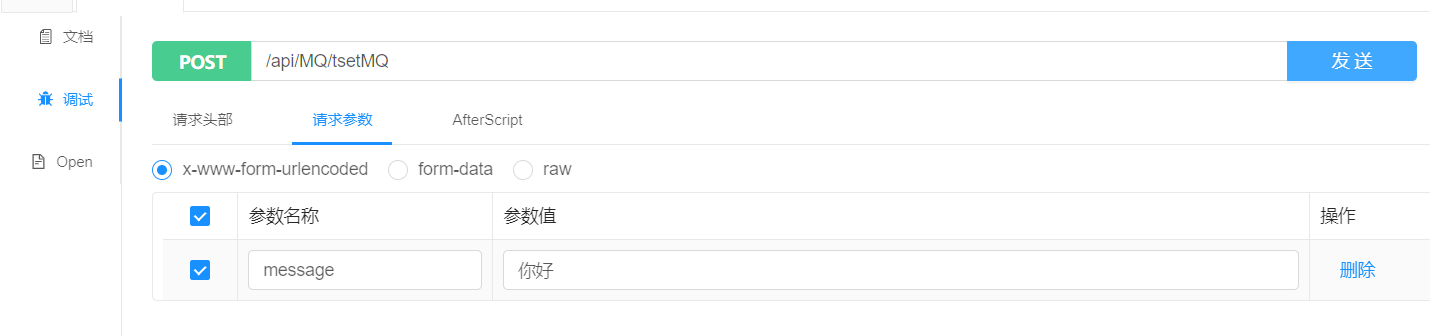 文档
调试
Open
POST /api/MQ/tsetMQ 发送
请求头部 请求参数 AfterScript
x-www-form-urlencoded form-data raw
参数名称 参数值 操作
message 你好 删除